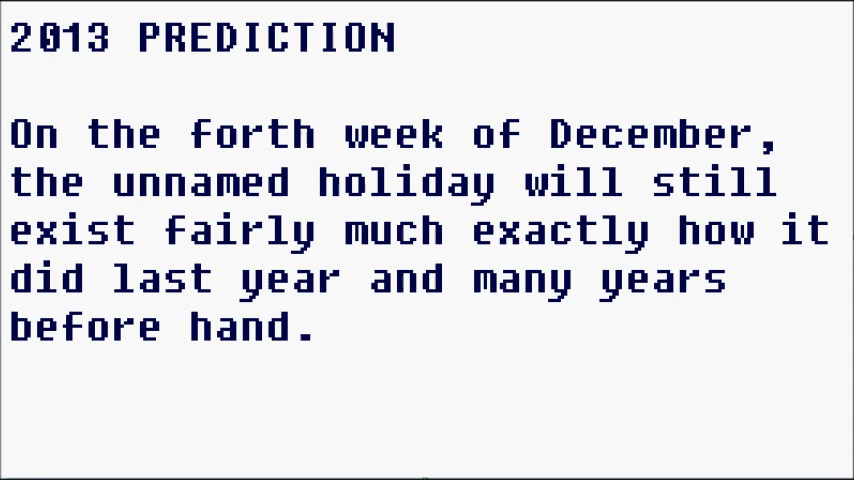 2013 PREDICTION
On the forth week of December,
the unnamed holiday will still
exist fairly much exactly how it
did last year and many years
before hand.